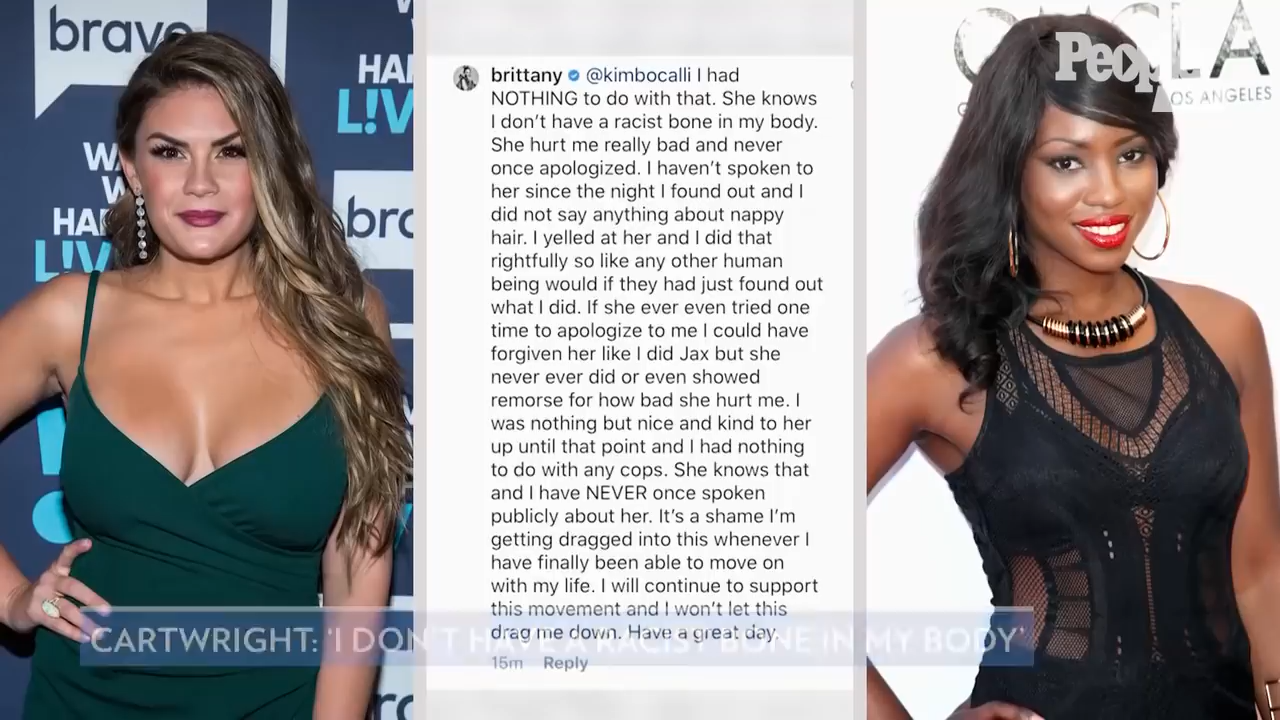 bravo
WA
HAP
L!V
WA
W
HAP
L!V
bra
brittany @kimbocalli I had
NOTHING to do with that. She knows
I don't have a racist bone in my body.
She hurt me really bad and never
once apologized. I haven't spoken to
her since the night I found out and I
did not say anything about nappy
hair. I yelled at her and I did that
rightfully so like any other human
being would if they had just found out
what I did. If she ever even tried one
time to apologize to me I could have
forgiven her like I did Jax but she
never ever did or even showed
remorse for how bad she hurt me. I
was nothing but nice and kind to her
up until that point and I had nothing
to do with any cops. She knows that
and I have NEVER once spoken
publicly about her. It's a shame I'm
getting dragged into this whenever I
have finally been able to move on
with my life. I will continue to support
this movement and I won't let this
drag me down. Have a great day.
15m Reply
People
LA
OS ANGELES
CARTWRIGHT: 'I DON'T HAVE A RACIST BONE IN MY BODY'